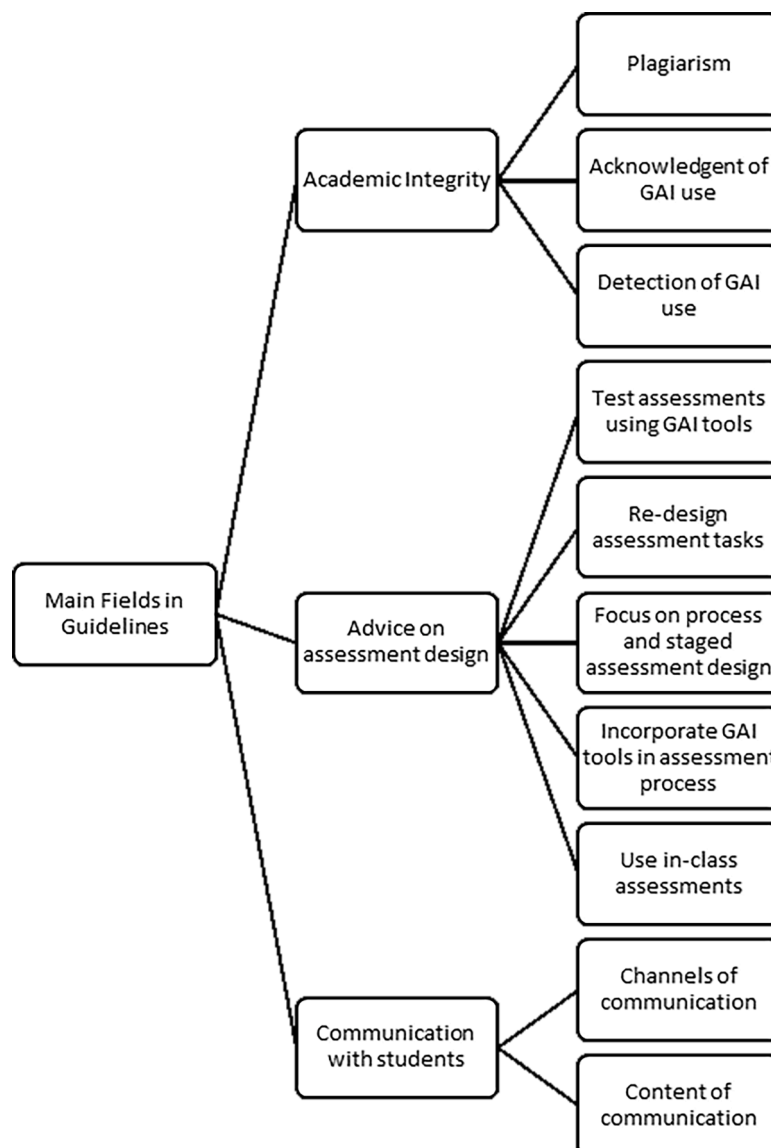 Plagiarism
Academic Integrity
Acknowledgent of
GAI use
Detection of GAI
use
Test assessments
using GAI tools
Re-design
assessment tasks
Main Fields in
Guidelines
Advice on
assessment design
Focus on process
and staged
assessment design
Incorporate GAI
tools in assessment
process
Use in-class
assessments
Communication
with students
Channels of
communication
Content of
communication